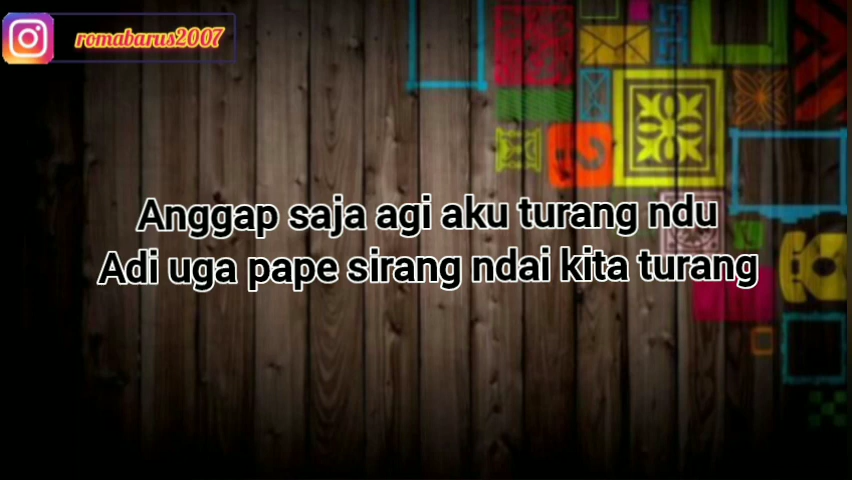 romabarus2007
Anggap saja agi aku turang ndu
Adi uga pape sirang ndai kita turang